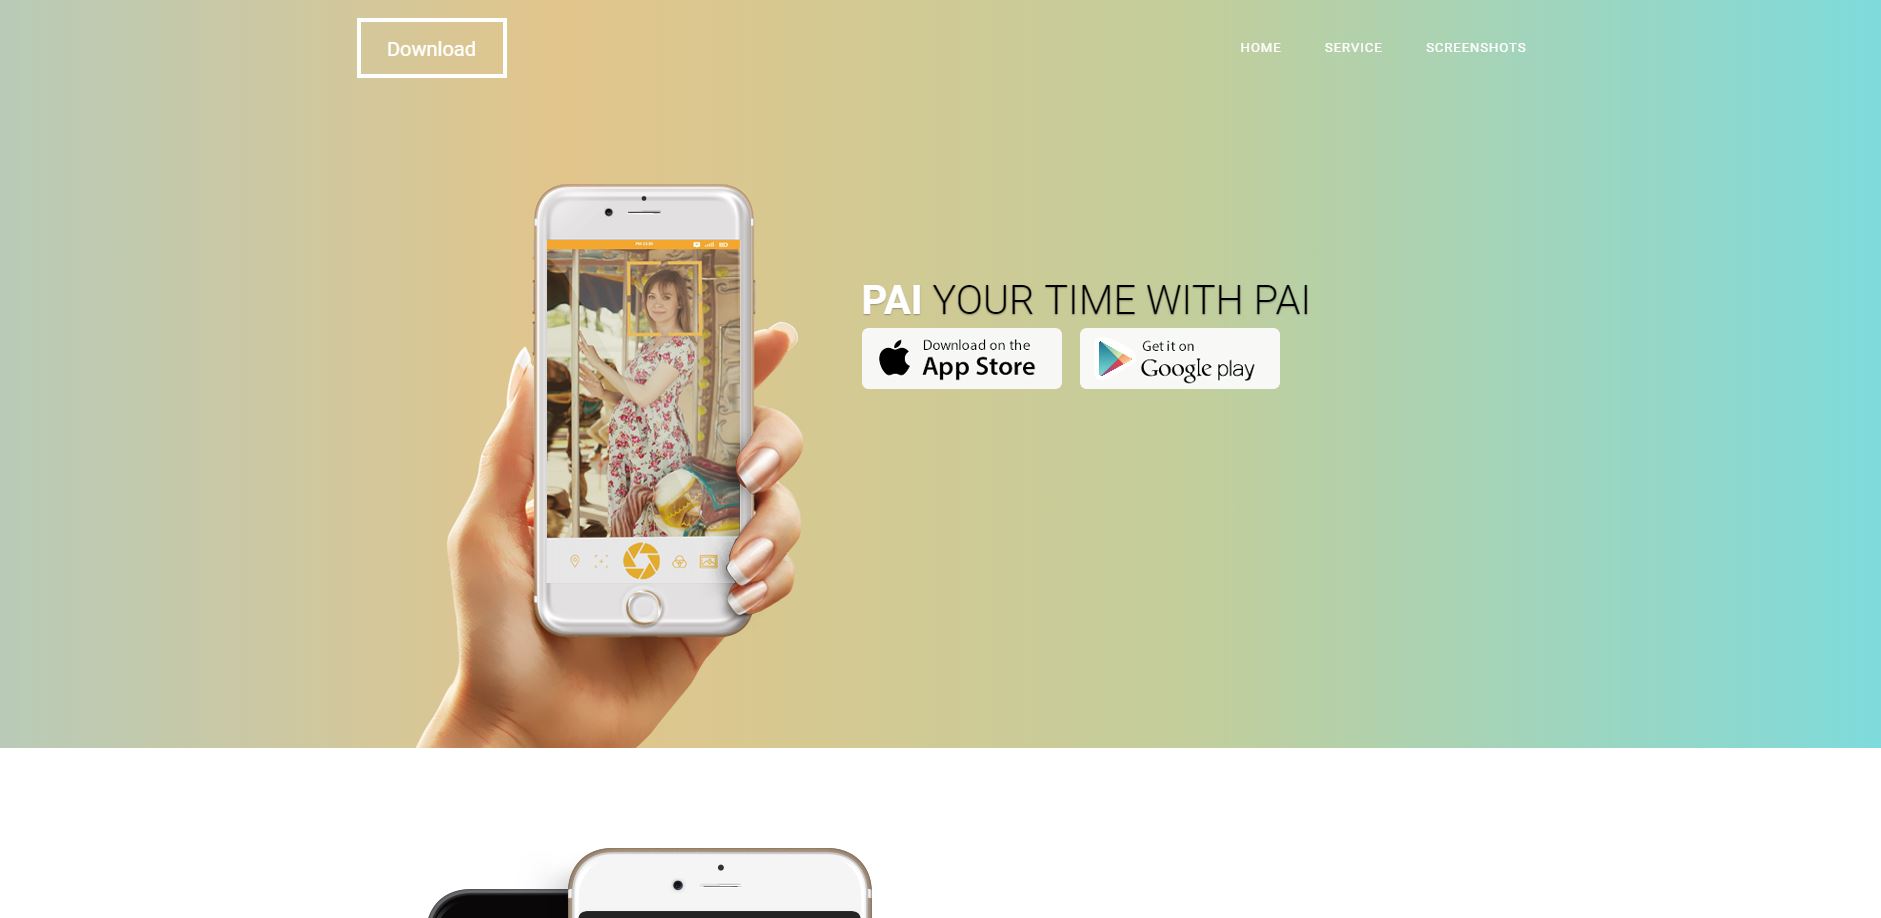 Download
HOME SERVICE SCREENSHOTS
PAI YOUR TIME WITH PAI
Download on the
App Store
Get it on
Google play